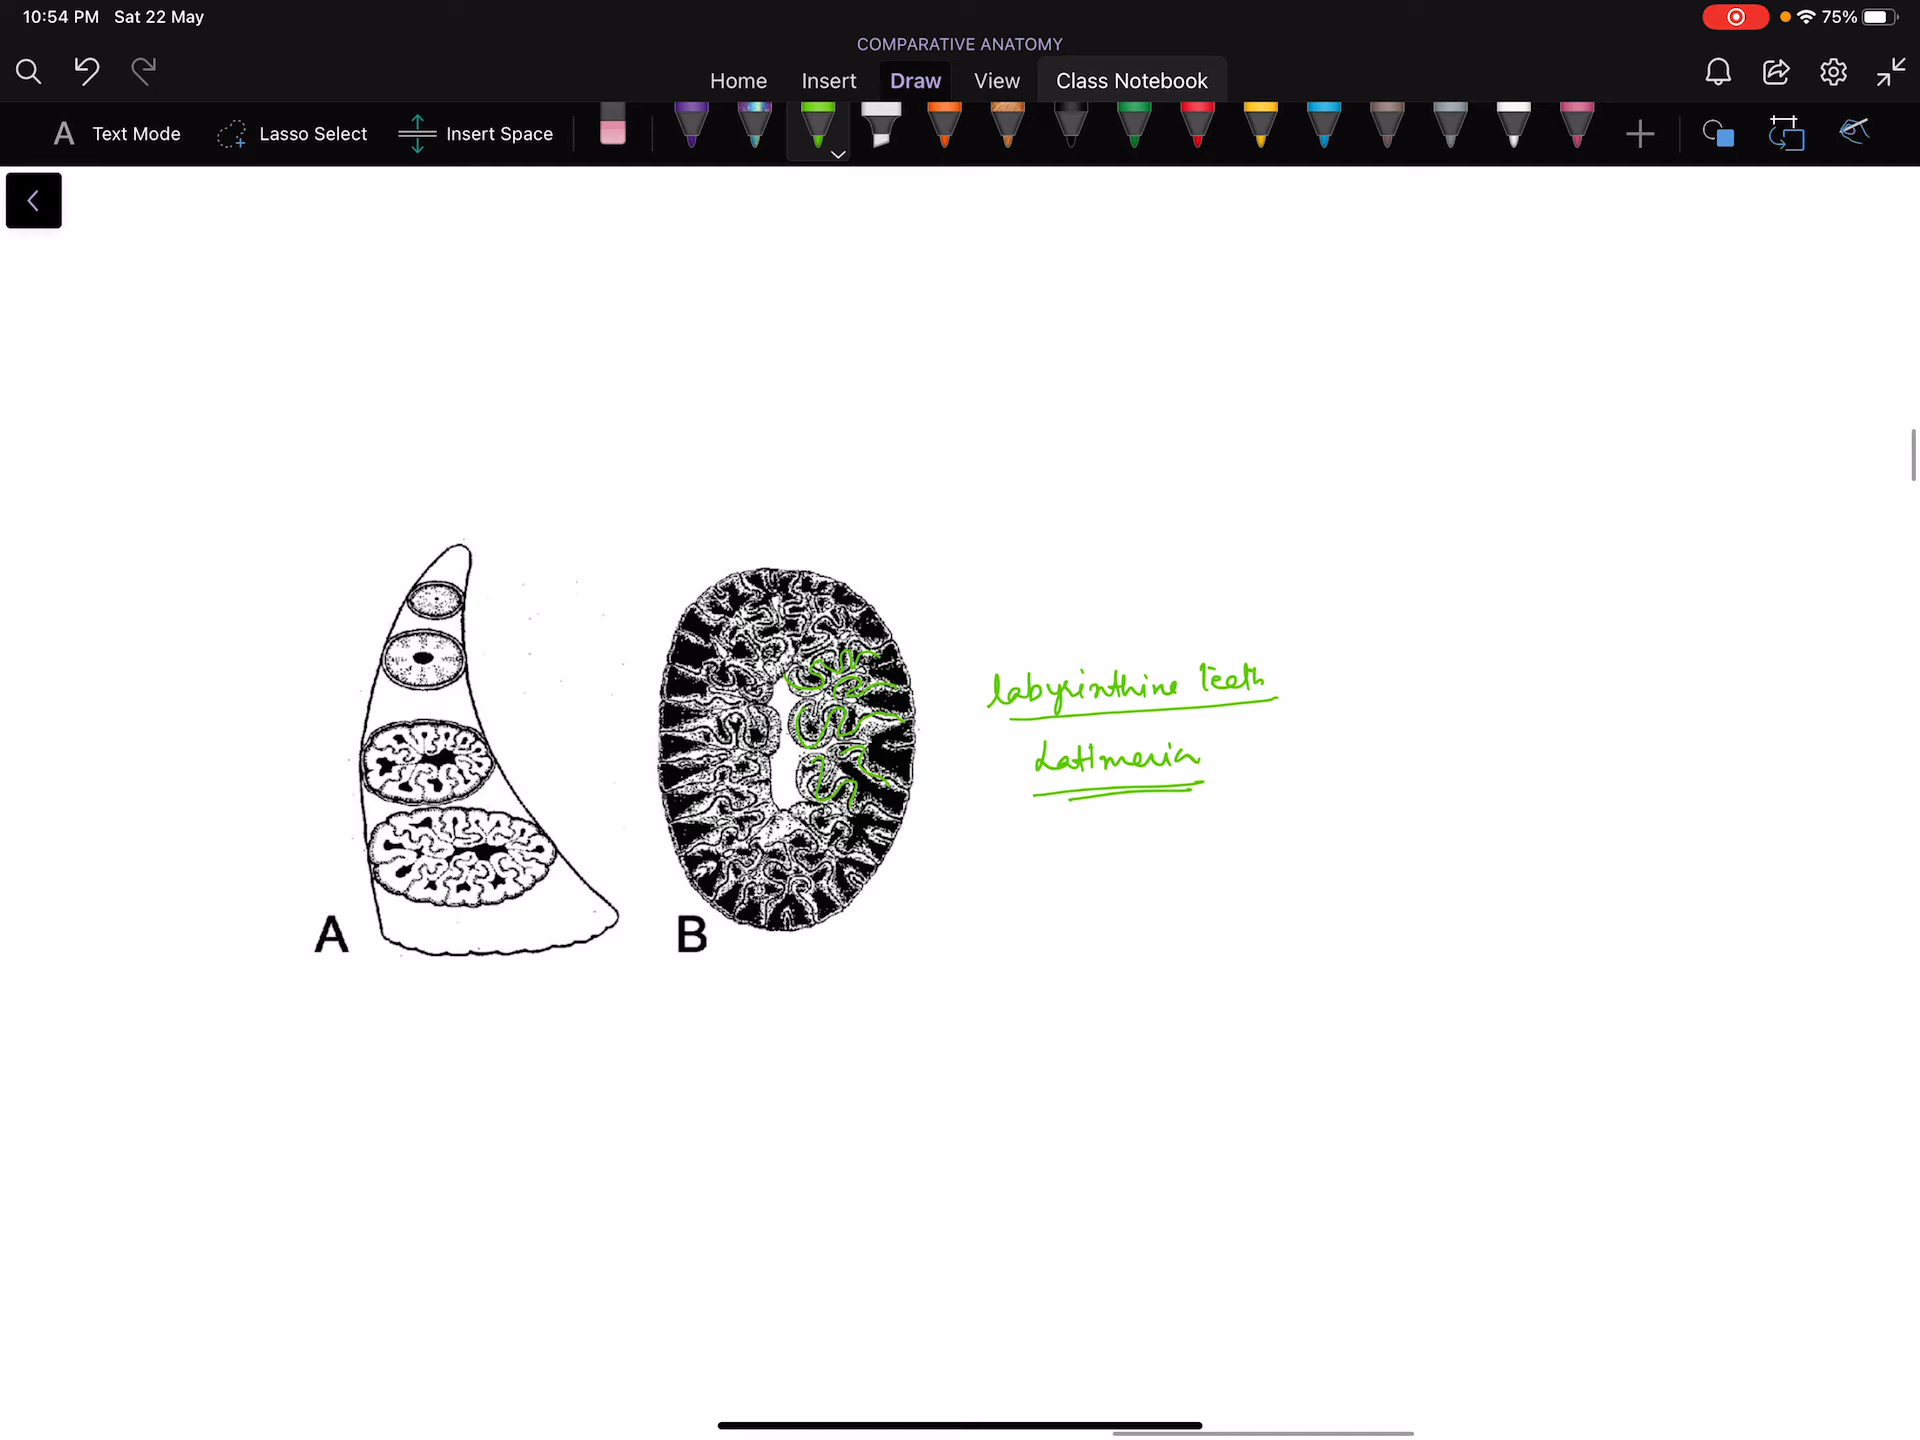 10:54 PM Sat 22 May
75%
COMPARATIVE ANATOMY
Home Insert Draw View Class Notebook
A Text Mode Lasso Select Insert Space
labyrinthine teeth
Latimeria
A B